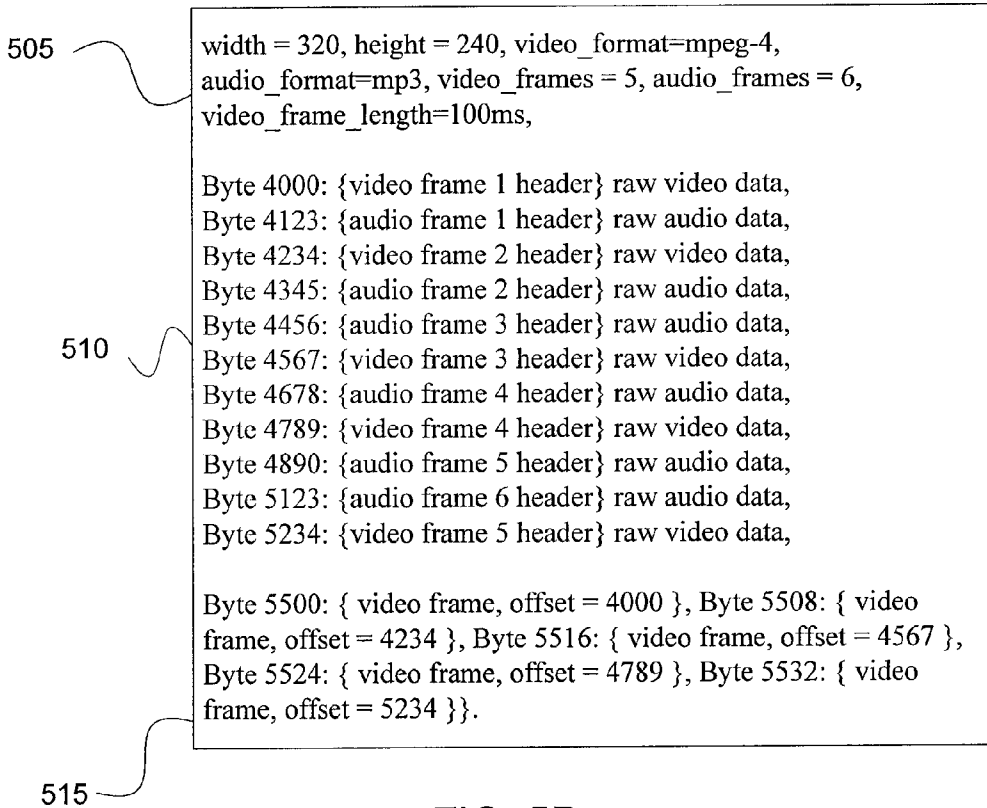 505
width = 320, height = 240, video_format=mpeg-4,
audio_format=mp3, video_frames = 5, audio_frames = 6,
video_frame_length=100ms,
Byte 4000: {video frame 1 header} raw video data,
Byte 4123: {audio frame 1 header} raw audio data,
Byte 4234: {video frame 2 header} raw video data,
Byte 4345: {audio frame 2 header} raw audio data,
Byte 4456: {audio frame 3 header} raw audio data,
510
Byte 4567: {video frame 3 header} raw video data,
Byte 4678: {audio frame 4 header} raw audio data,
Byte 4789: {video frame 4 header} raw video data,
Byte 4890: {audio frame 5 header} raw audio data,
Byte 5123: {audio frame 6 header} raw audio data,
Byte 5234: {video frame 5 header} raw video data,
Byte 5500: { video frame, offset = 4000 }, Byte 5508: { video
frame, offset = 4234 }, Byte 5516: { video frame, offset = 4567 },
Byte 5524: { video frame, offset = 4789 }, Byte 5532: { video
frame, offset = 5234 }}.
515